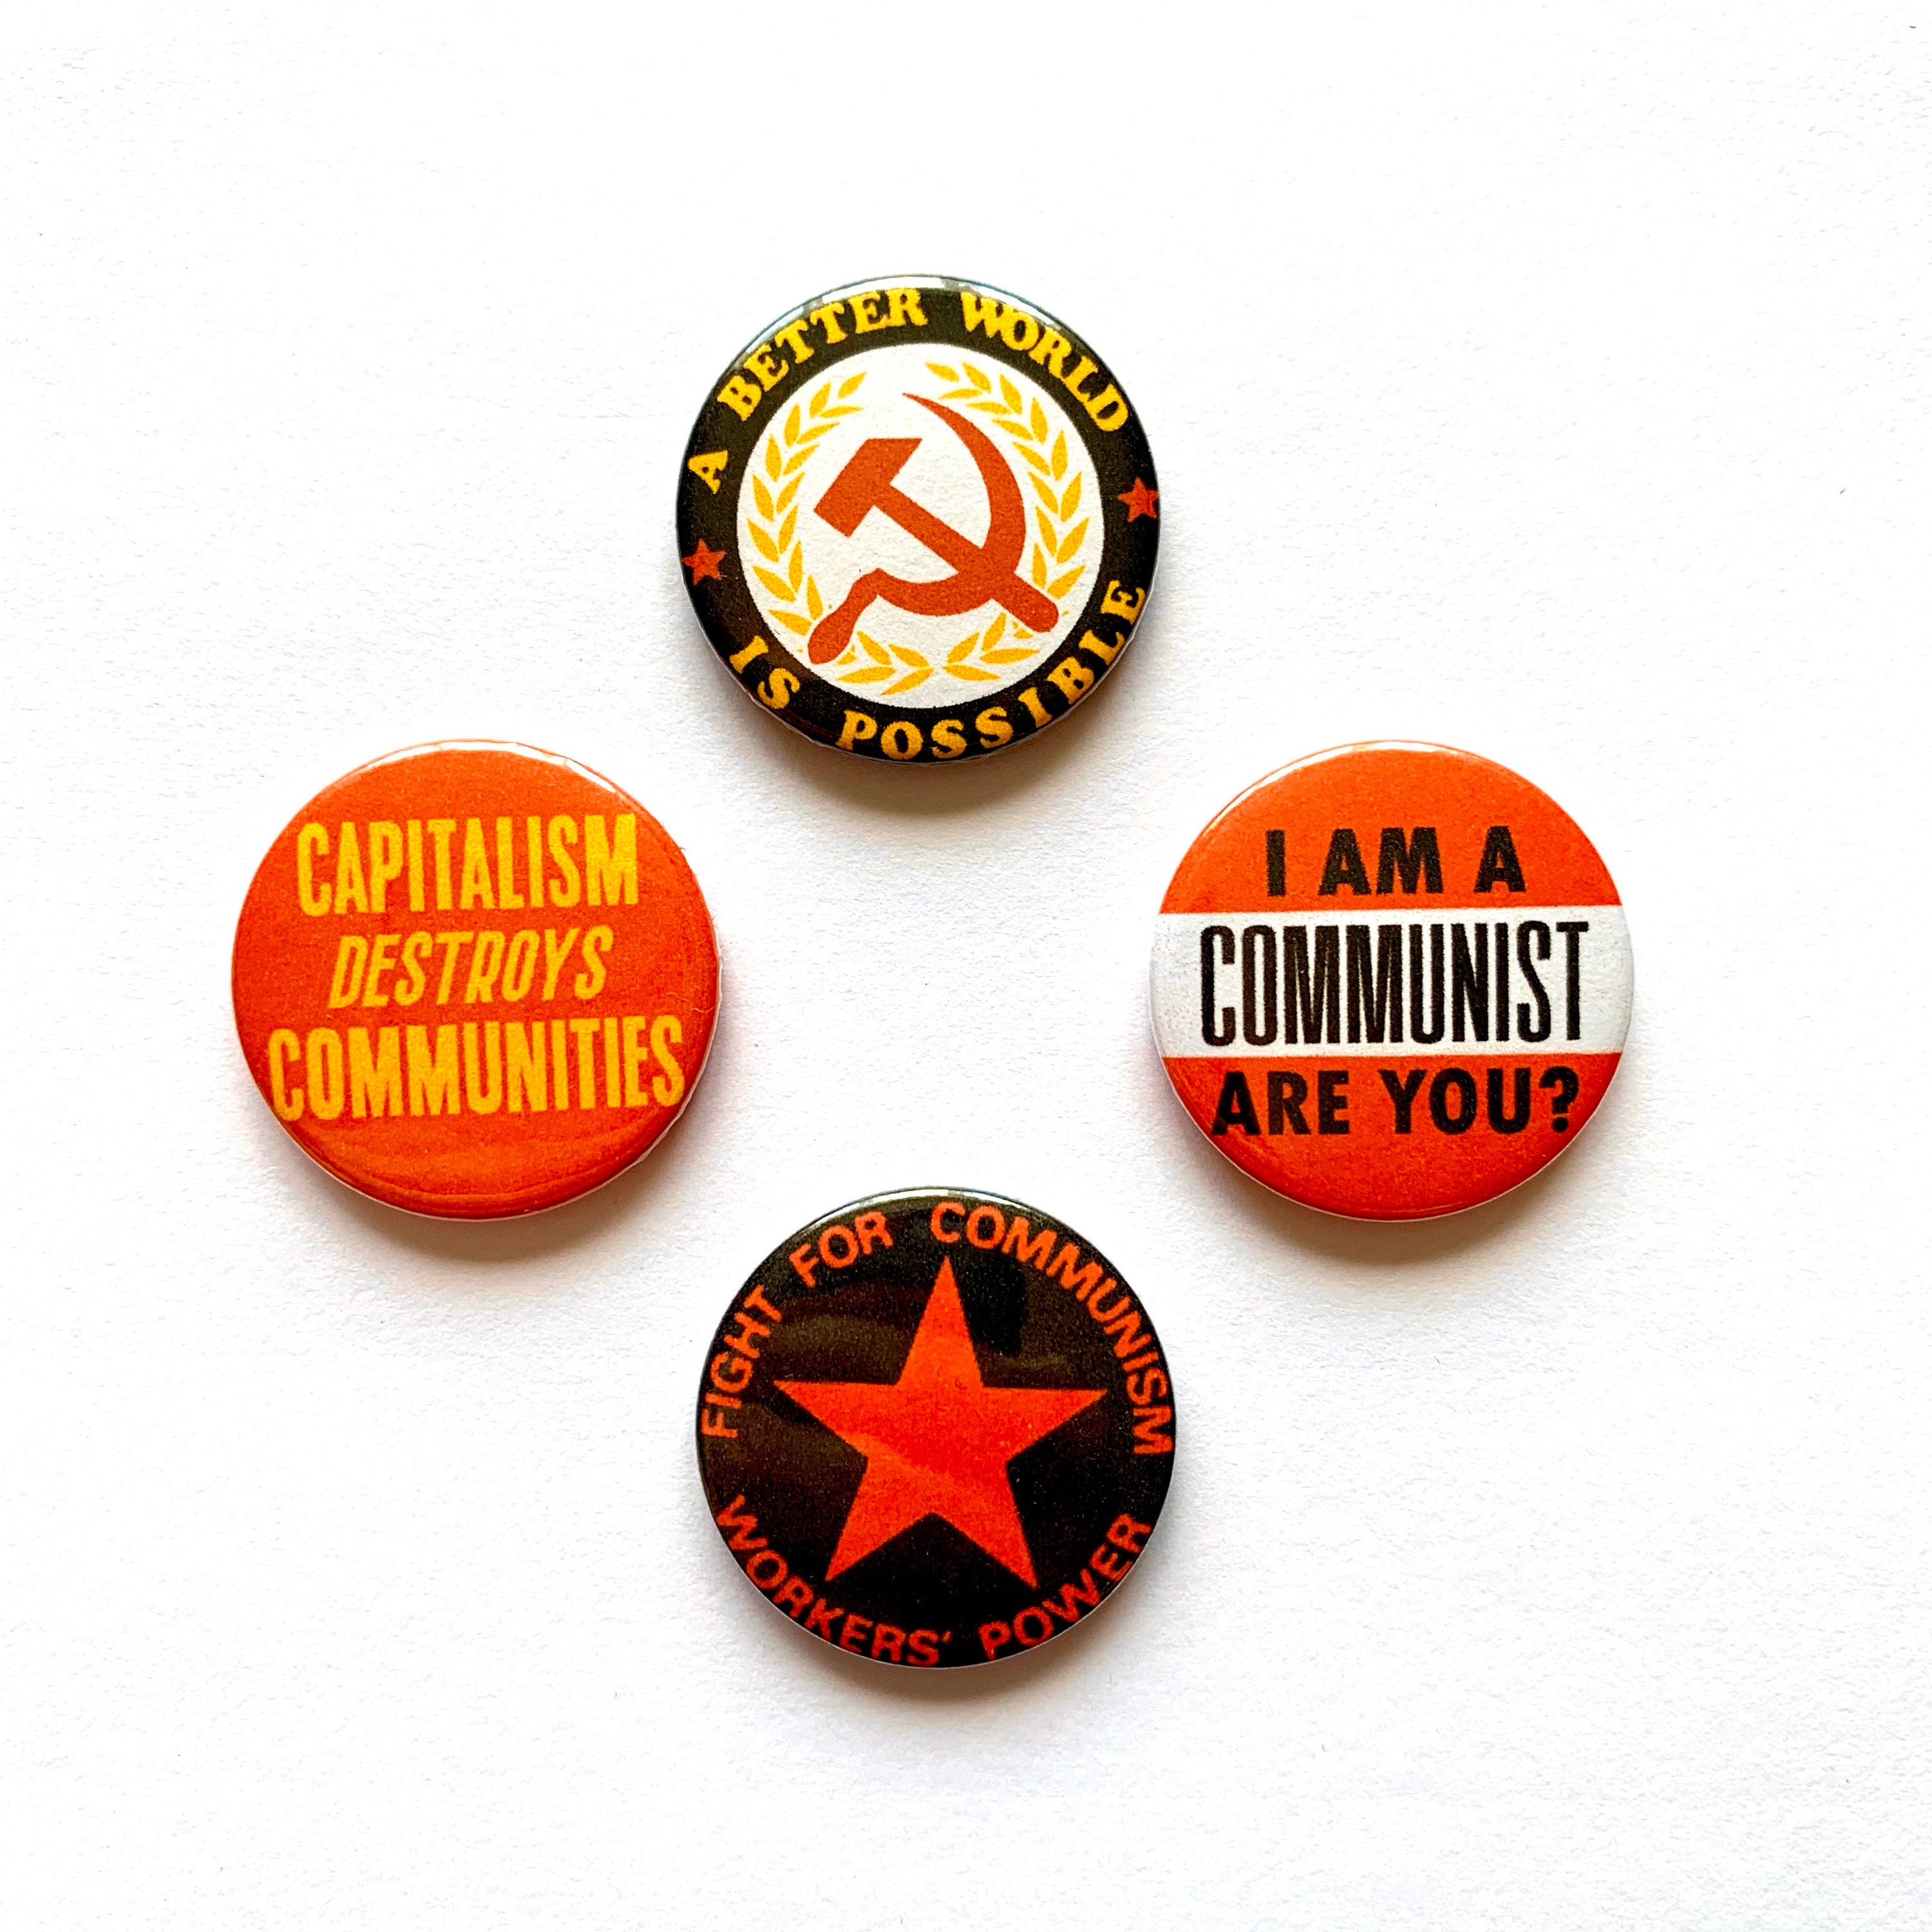 A BETTER WORLD
IS POSSIBLE
CAPITALISM
DESTROYS
COMMUNITIES
I AM A
COMMUNIST
ARE YOU?
FIGHT FOR COMMUNISM
WORKERS' POWER